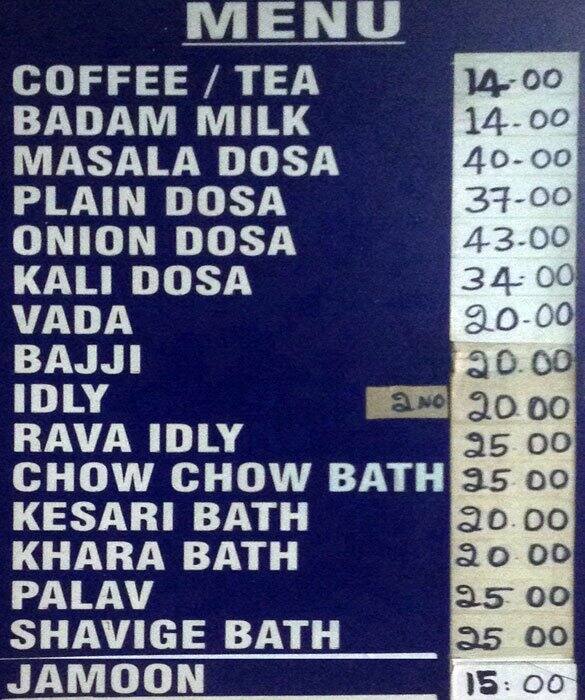 MENU
COFFEE / TEA 14-00
BADAM MILK 14-00
MASALA DOSA 40-00
PLAIN DOSA 37-00
ONION DOSA 43-00
KALI DOSA 34-00
VADA 20-00
BAJJI 20.00
IDLY 2 NO 20.00
RAVA IDLY 25 00
CHOW CHOW BATH 25 00
KESARI BATH 20.00
KHARA BATH 20 00
PALAV 25 00
SHAVIGE BATH 25 00
JAMOON 15.00